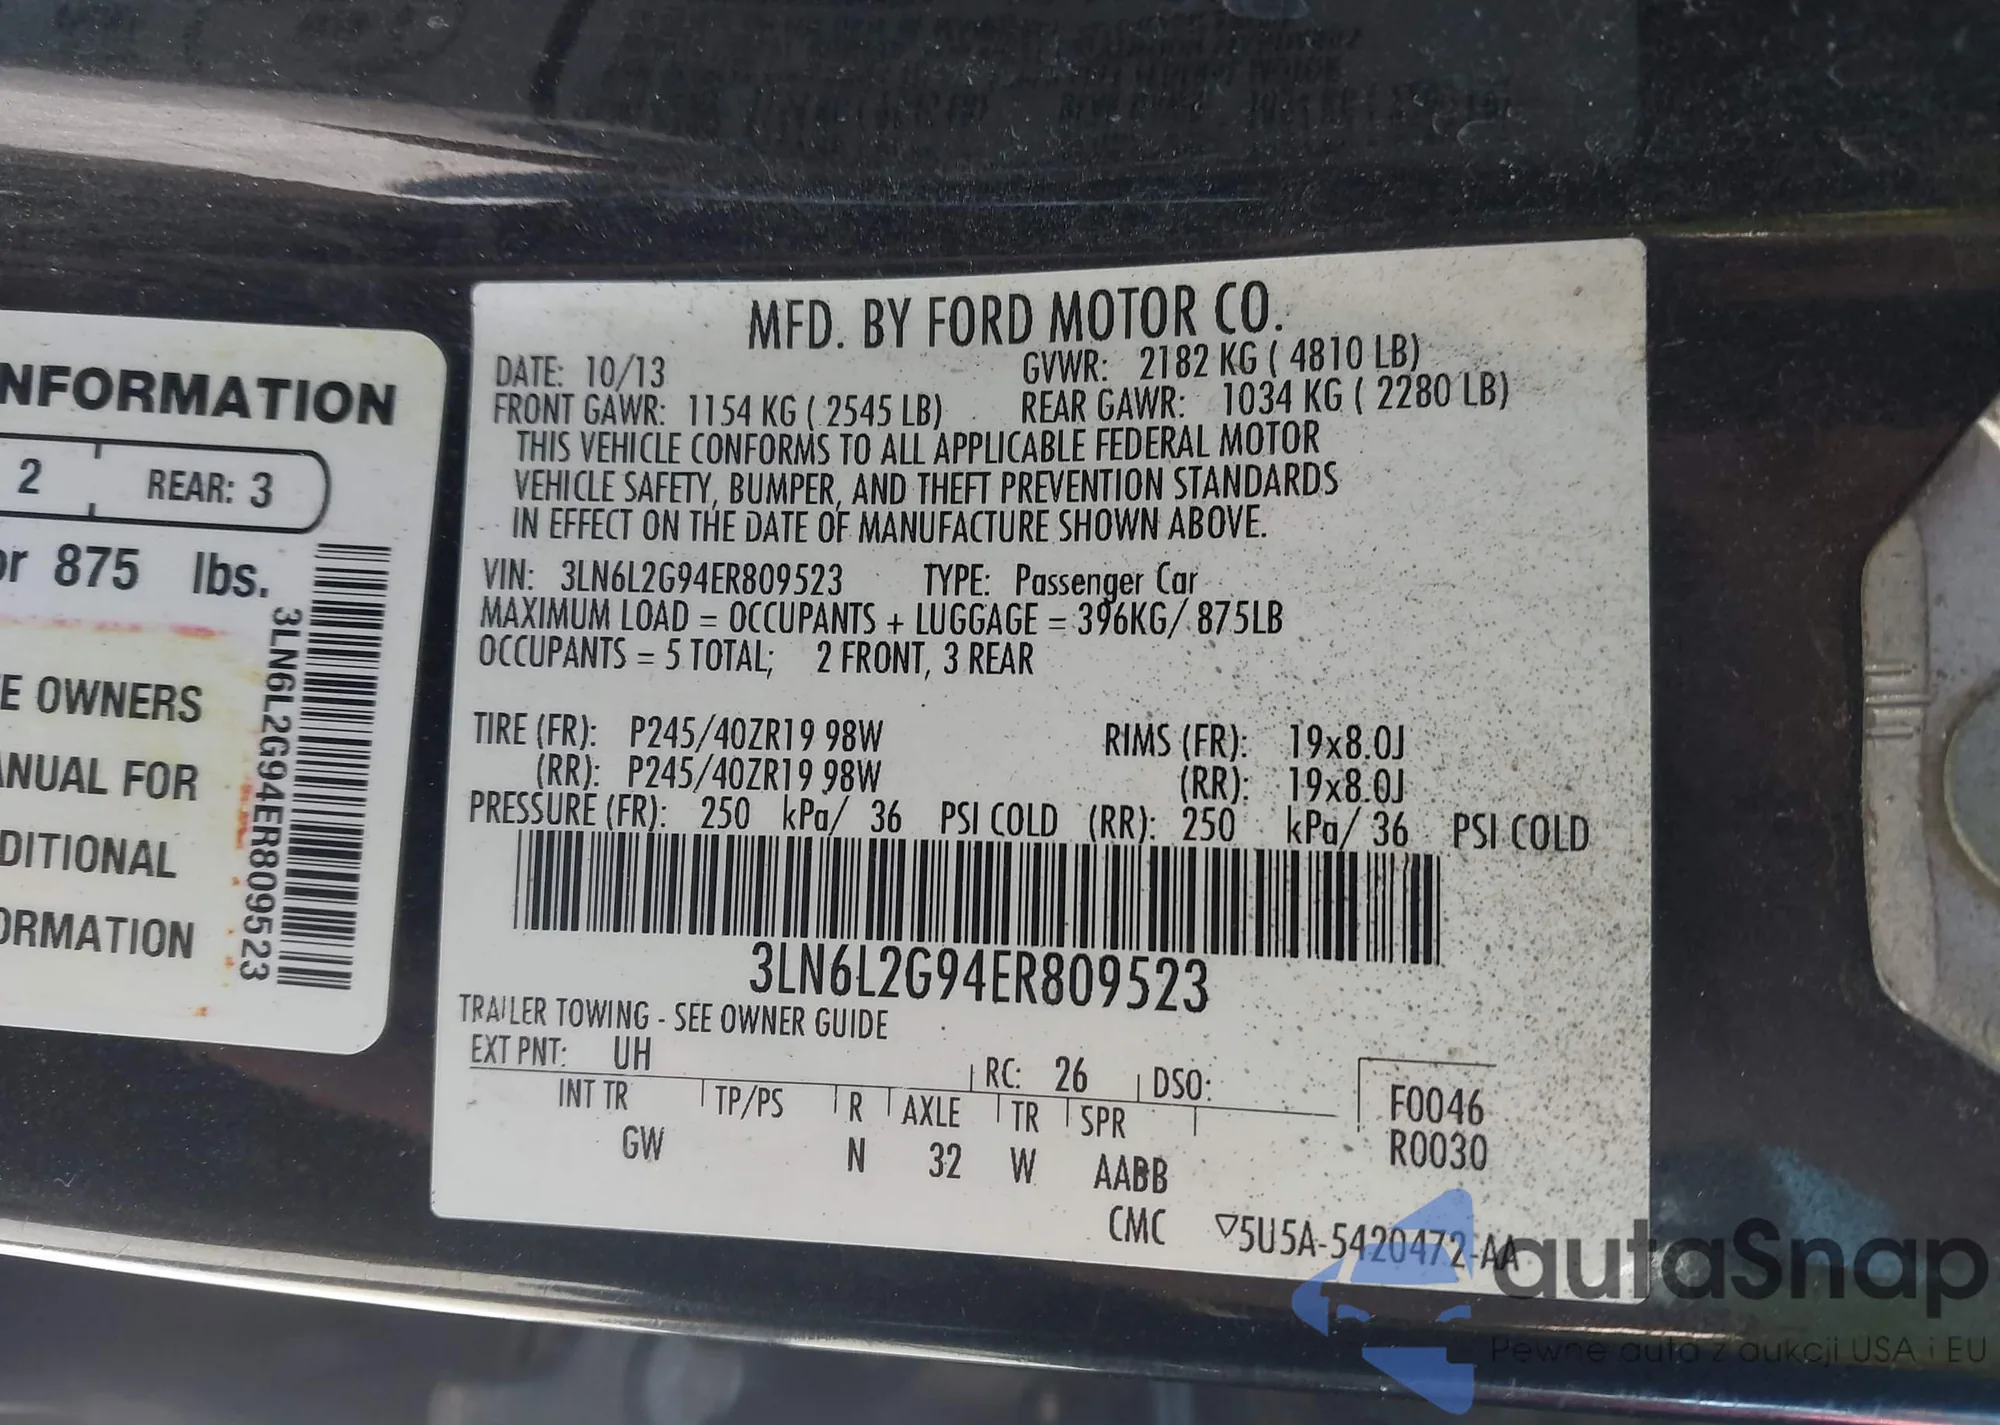 NFORMATION
2 REAR: 3
or 875 lbs.
E OWNERS
ANUAL FOR
DITIONAL
ORMATION
3LN6L2G94ER809523
MFD. BY FORD MOTOR CO.
DATE: 10/13 GVWR: 2182 KG ( 4810 LB)
FRONT GAWR: 1154 KG ( 2545 LB) REAR GAWR: 1034 KG ( 2280 LB)
THIS VEHICLE CONFORMS TO ALL APPLICABLE FEDERAL MOTOR
VEHICLE SAFETY, BUMPER, AND THEFT PREVENTION STANDARDS
IN EFFECT ON THE DATE OF MANUFACTURE SHOWN ABOVE.
VIN: 3LN6L2G94ER809523 TYPE: Passenger Car
MAXIMUM LOAD = OCCUPANTS + LUGGAGE = 396KG/ 875LB
OCCUPANTS = 5 TOTAL; 2 FRONT, 3 REAR
TIRE (FR): P245/40ZR19 98W RIMS (FR): 19x8.0J
(RR): P245/40ZR19 98W (RR): 19x8.0J
PRESSURE (FR): 250 kPa/ 36 PSI COLD (RR): 250 kPa/ 36 PSI COLD
3LN6L2G94ER809523
TRAILER TOWING - SEE OWNER GUIDE
EXT PNT: UH RC: 26 DSO:
INT TR TP/PS R AXLE TR SPR F0046
GW N 32 W AABB R0030
CMC ▽5U5A-5420472-AA
autaSnap
Pewne auta z aukcji USA i EU